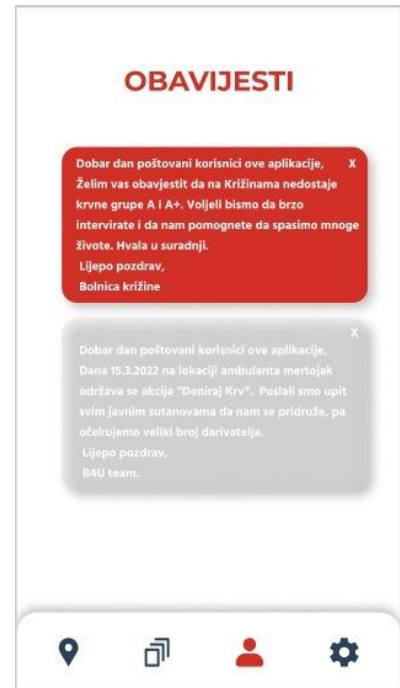 OBAVIJESTI
Dobar dan poštovani korisnici ove aplikacije, X
Želim vas obavjestit da na Križinama nedostaje
krvne grupe A i A+. Voljeli bismo da brzo
intervirate i da nam pomognete da spasimo mnoge
živote. Hvala u suradnji.
Lijepo pozdrav,
Bolnica križine
X
Dobar dan poštovani korisnici ove aplikacije,
Dana 15.3.2022 na lokaciji ambulanta mertojak
održava se akcija "Doniraj Krv". Poslali smo upit
svim javnim sutanovama da nam se pridruže, pa
očekujemo veliki broj darivatelja.
Lijepo pozdrav,
B4U team.